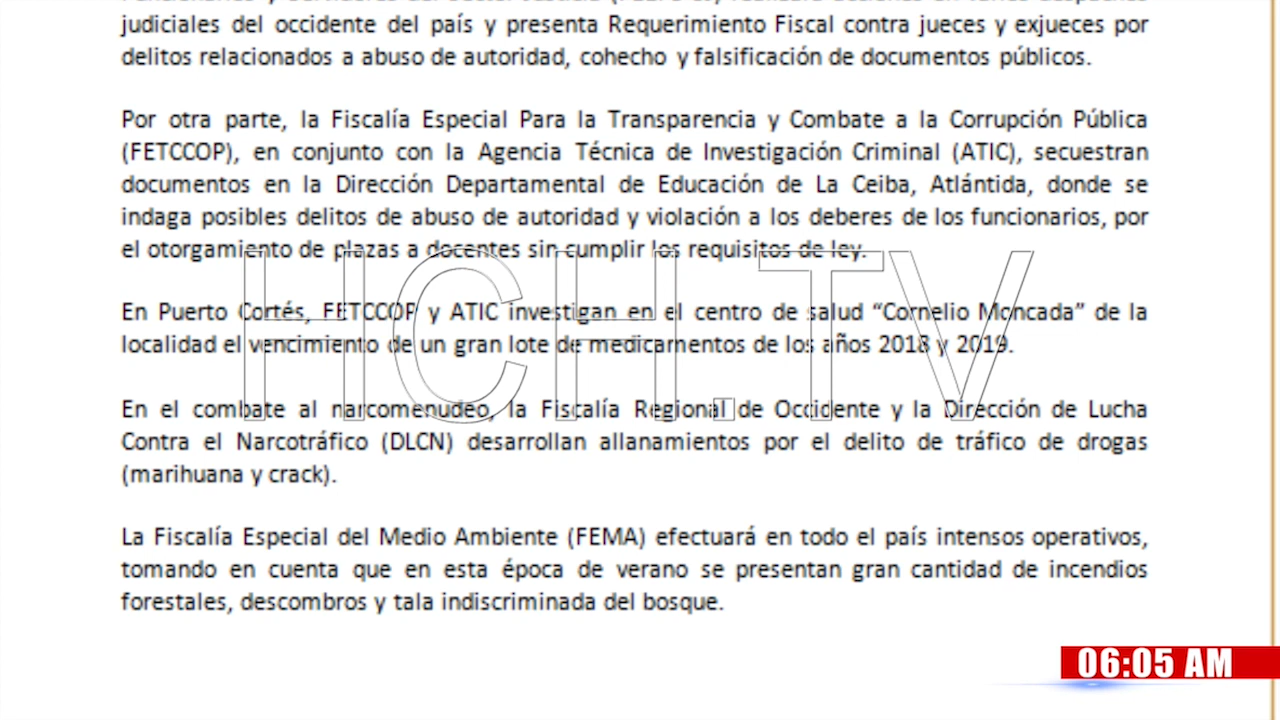 judiciales del occidente del país y presenta Requerimiento Fiscal contra jueces y exjueces por
delitos relacionados a abuso de autoridad, cohecho y falsificación de documentos públicos.
Por otra parte, la Fiscalía Especial Para la Transparencia y Combate a la Corrupción Pública
(FETCCOP), en conjunto con la Agencia Técnica de Investigación Criminal (ATIC), secuestran
documentos en la Dirección Departamental de Educación de La Ceiba, Atlántida, donde se
indaga posibles delitos de abuso de autoridad y violación a los deberes de los funcionarios, por
el otorgamiento de plazas a docentes sin cumplir los requisitos de ley.
En Puerto Cortés, FETCCOP y ATIC investigan en el centro de salud “Cornelio Moncada” de la
localidad el vencimiento de un gran lote de medicamentos de los años 2018 y 2019.
HCH.TV
En el combate al narcomenudeo, la Fiscalía Regional de Occidente y la Dirección de Lucha
Contra el Narcotráfico (DLCN) desarrollan allanamientos por el delito de tráfico de drogas
(marihuana y crack).
La Fiscalía Especial del Medio Ambiente (FEMA) efectuará en todo el país intensos operativos,
tomando en cuenta que en esta época de verano se presentan gran cantidad de incendios
forestales, descombros y tala indiscriminada del bosque.
06:05 AM